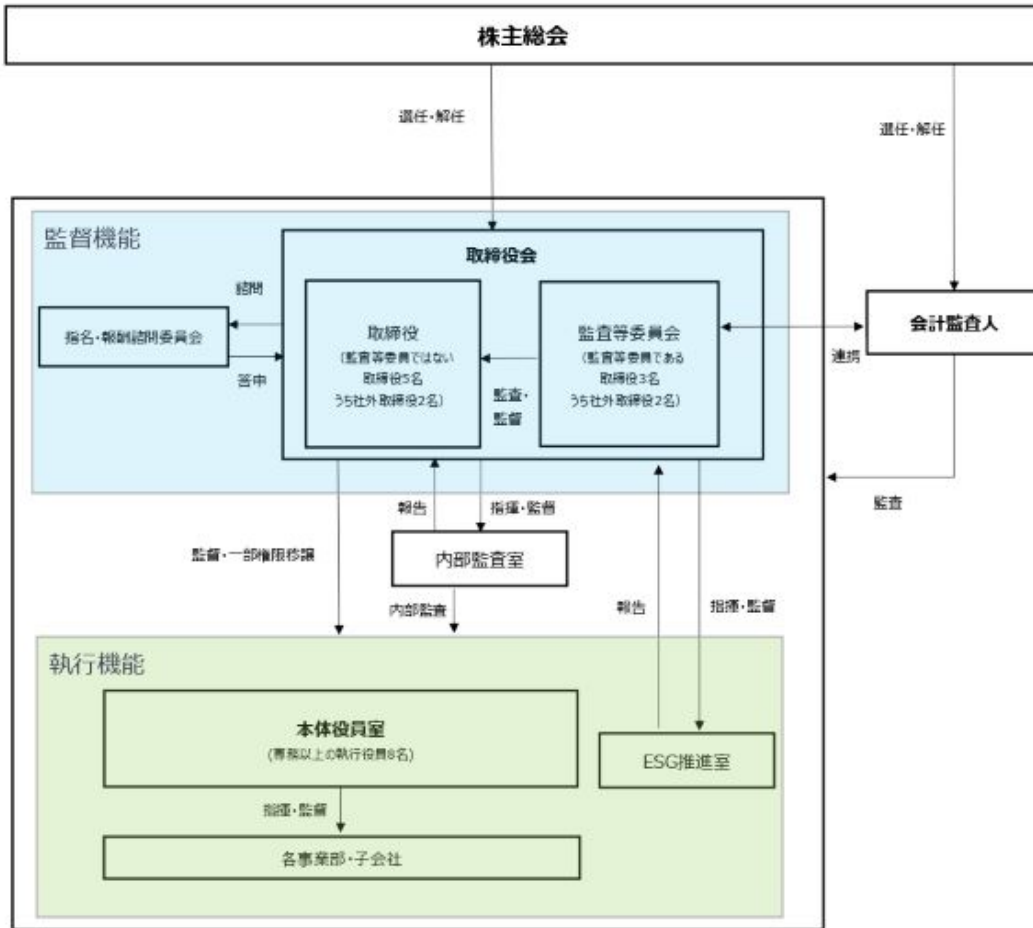 株主総会
選任・解任
選任・解任
監督機能
取締役会
諮問
指名・報酬諮問委員会
答申
取締役
（監査等委員ではない
取締役5名
うち社外取締役2名）
監査・
監督
監査等委員会
（監査等委員である
取締役3名
うち社外取締役2名）
連携
会計監査人
監査
報告
指揮・監督
監督・一部権限移譲
内部監査室
内部監査
報告
指揮・監督
執行機能
本体役員室
(専務以上の執行役員8名)
ESG推進室
指揮・監督
各事業部・子会社